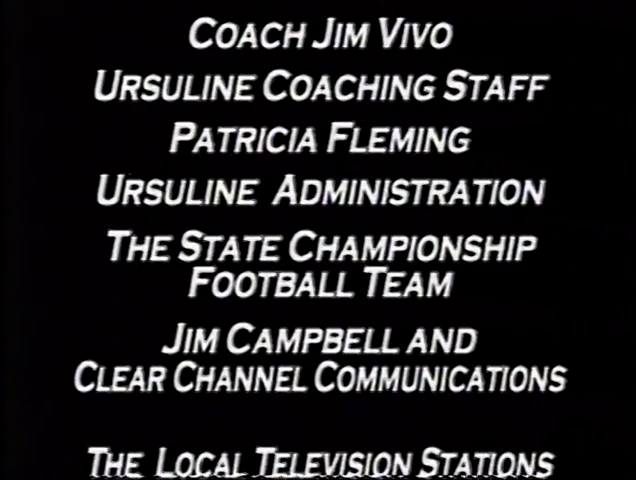 COACH JIM VIVO
URSULINE COACHING STAFF
PATRICIA FLEMING
URSULINE ADMINISTRATION
THE STATE CHAMPIONSHIP
FOOTBALL TEAM
JIM CAMPBELL AND
CLEAR CHANNEL COMMUNICATIONS
THE LOCAL TELEVISION STATIONS